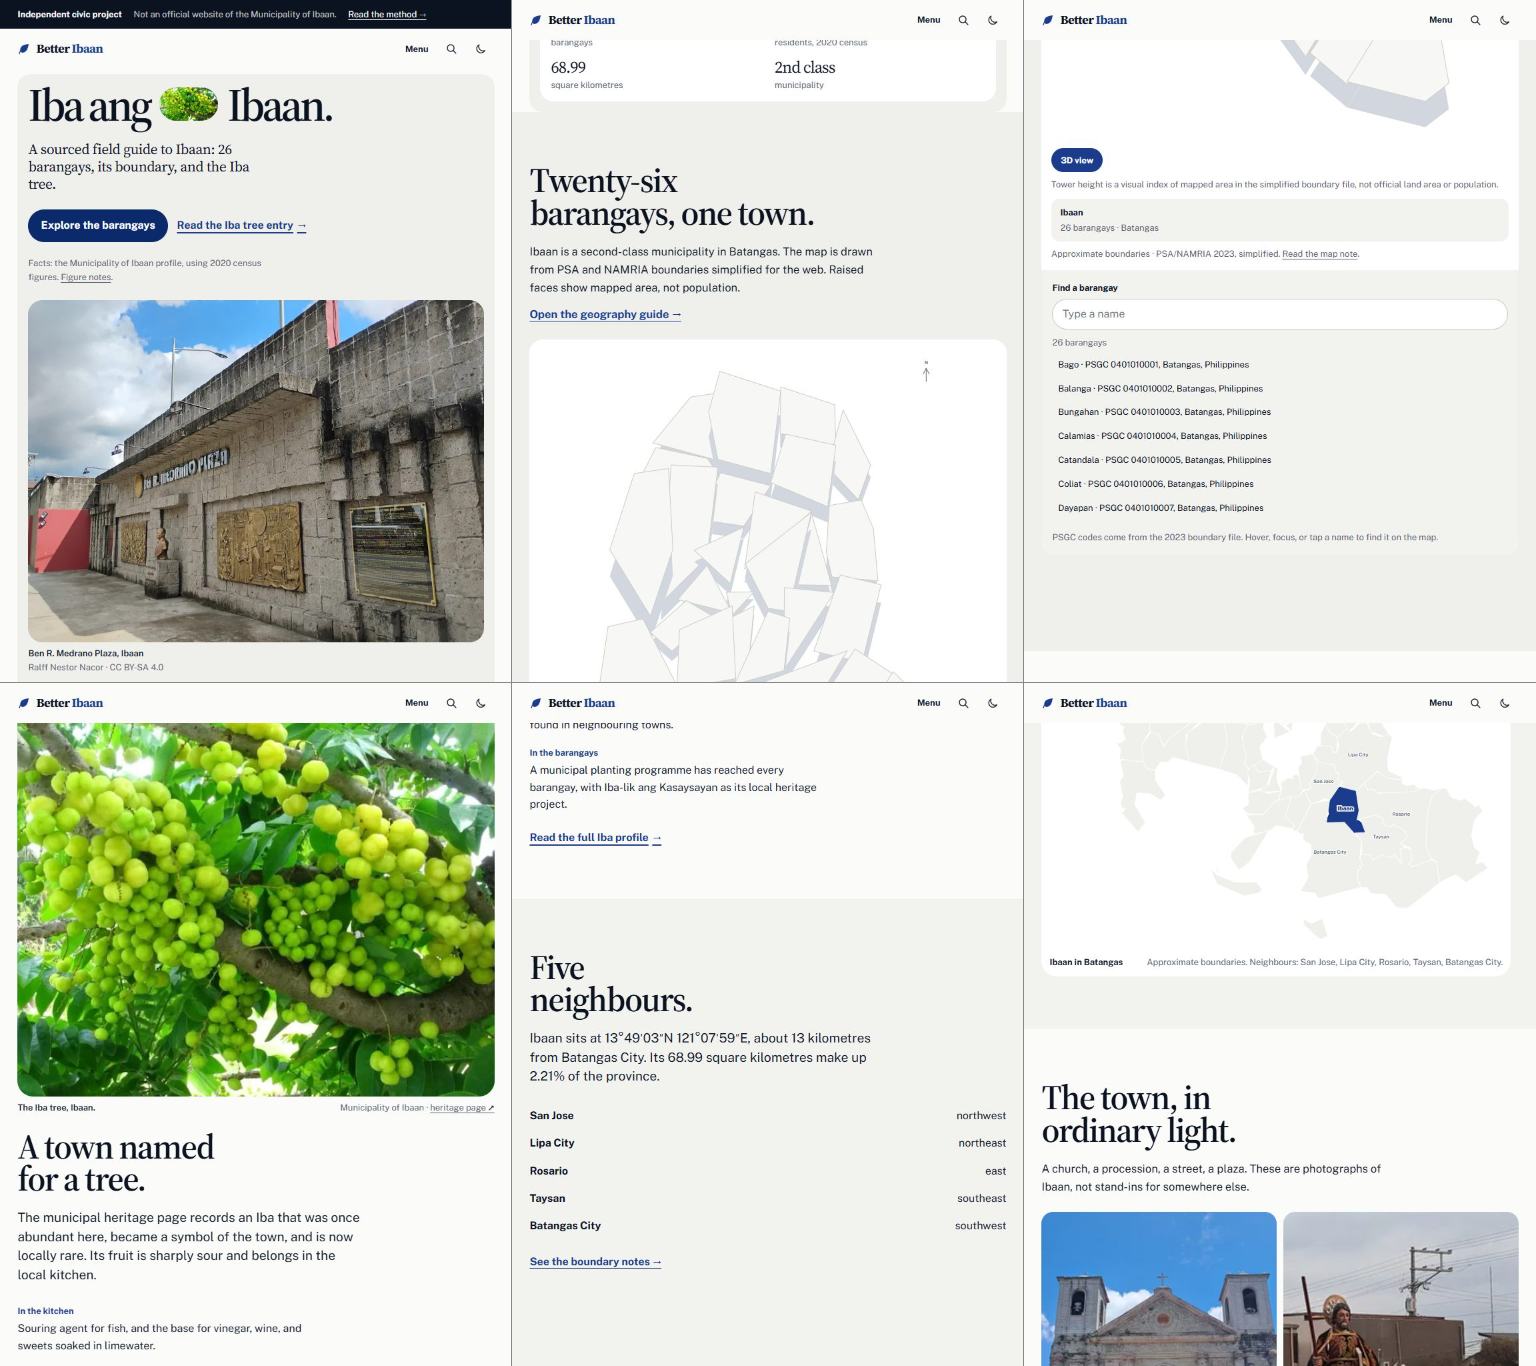 Independent civic project Not an official website of the Municipality of Ibaan. Read the method →
Better Ibaan Menu
Iba ang Ibaan.
A sourced field guide to Ibaan: 26
barangays, its boundary, and the Iba
tree.
Explore the barangays Read the Iba tree entry →
Facts: the Municipality of Ibaan profile, using 2020 census
figures. Figure notes.
BEN R. MEDRANO PLAZA
Ben R. Medrano Plaza, Ibaan
Ralff Nestor Nacor · CC BY-SA 4.0
Better Ibaan Menu
barangays residents, 2020 census
68.99 2nd class
square kilometres municipality
Twenty-six
barangays, one town.
Ibaan is a second-class municipality in Batangas. The map is drawn
from PSA and NAMRIA boundaries simplified for the web. Raised
faces show mapped area, not population.
Open the geography guide →
N
Better Ibaan Menu
3D view
Tower height is a visual index of mapped area in the simplified boundary file, not official land area or population.
Ibaan
26 barangays · Batangas
Approximate boundaries · PSA/NAMRIA 2023, simplified. Read the map note.
Find a barangay
Type a name
26 barangays
Bago · PSGC 0401010001, Batangas, Philippines
Balanga · PSGC 0401010002, Batangas, Philippines
Bungahan · PSGC 0401010003, Batangas, Philippines
Calamias · PSGC 0401010004, Batangas, Philippines
Catandala · PSGC 0401010005, Batangas, Philippines
Coliat · PSGC 0401010006, Batangas, Philippines
Dayapan · PSGC 0401010007, Batangas, Philippines
PSGC codes come from the 2023 boundary file. Hover, focus, or tap a name to find it on the map.
Better Ibaan Menu
The Iba tree, Ibaan. Municipality of Ibaan · heritage page ↗
A town named
for a tree.
The municipal heritage page records an Iba that was once
abundant here, became a symbol of the town, and is now
locally rare. Its fruit is sharply sour and belongs in the
local kitchen.
In the kitchen
Souring agent for fish, and the base for vinegar, wine, and
sweets soaked in limewater.
Better Ibaan Menu
found in neighbouring towns.
In the barangays
A municipal planting programme has reached every
barangay, with Iba-lik ang Kasaysayan as its local heritage
project.
Read the full Iba profile →
Five
neighbours.
Ibaan sits at 13°49′03″N 121°07′59″E, about 13 kilometres
from Batangas City. Its 68.99 square kilometres make up
2.21% of the province.
San Jose northwest
Lipa City northeast
Rosario east
Taysan southeast
Batangas City southwest
See the boundary notes →
Better Ibaan Menu
Lipa City
San Jose
Ibaan
Rosario
Taysan
Batangas City
Ibaan in Batangas Approximate boundaries. Neighbours: San Jose, Lipa City, Rosario, Taysan, Batangas City.
The town, in
ordinary light.
A church, a procession, a street, a plaza. These are photographs of
Ibaan, not stand-ins for somewhere else.